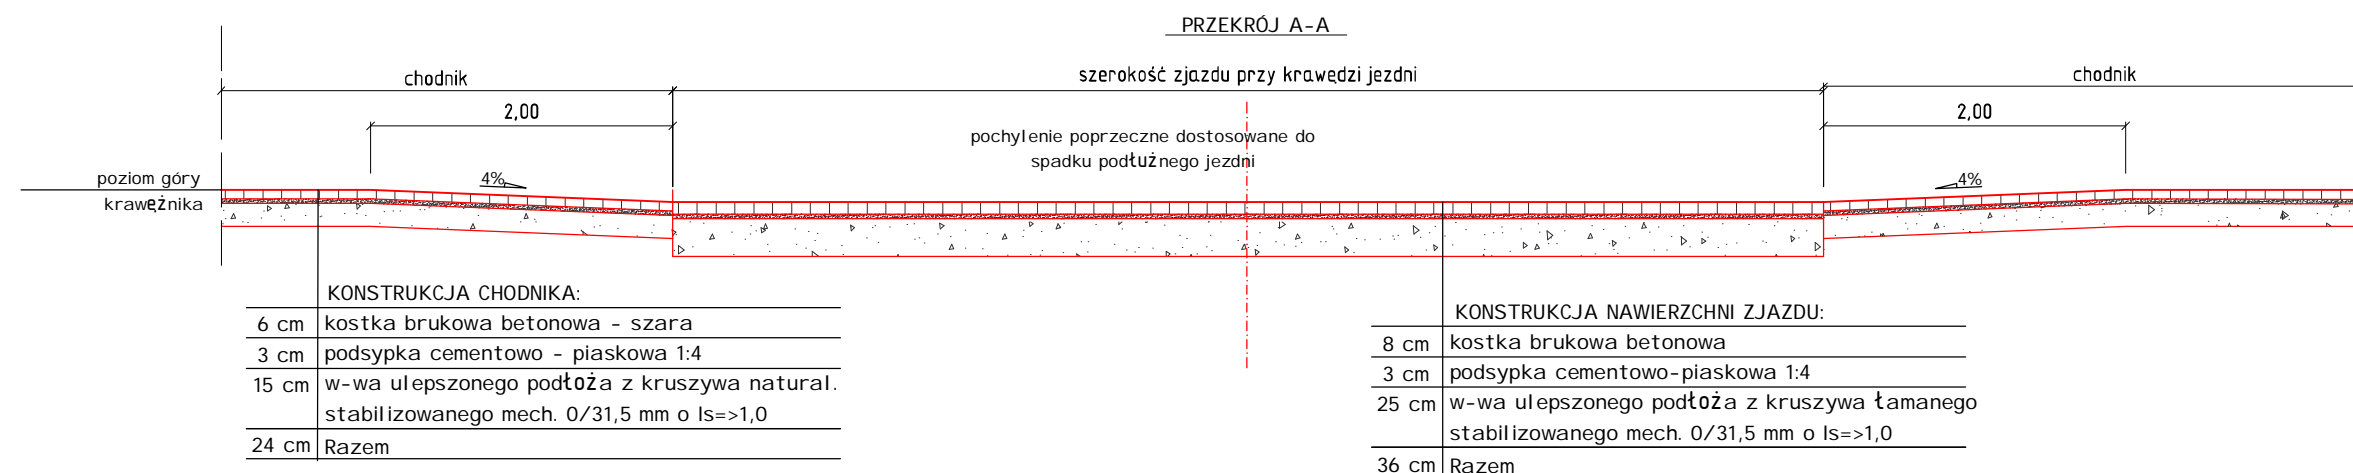 PRZEKRÓJ A-A
chodnik
szerokość zjazdu przy krawędzi jezdni
chodnik
2,00
2,00
pochylenie poprzeczne dostosowane do
spadku podłużnego jezdni
poziom góry
krawężnika
4%
4%
KONSTRUKCJA CHODNIKA:
6 cm kostka brukowa betonowa - szara
3 cm podsypka cementowo - piaskowa 1:4
15 cm w-wa ulepszonego podłoża z kruszywa natural.
stabilizowanego mech. 0/31,5 mm o Is=>1,0
24 cm Razem
KONSTRUKCJA NAWIERZCHNI ZJAZDU:
8 cm kostka brukowa betonowa
3 cm podsypka cementowo-piaskowa 1:4
25 cm w-wa ulepszonego podłoża z kruszywa łamanego
stabilizowanego mech. 0/31,5 mm o Is=>1,0
36 cm Razem